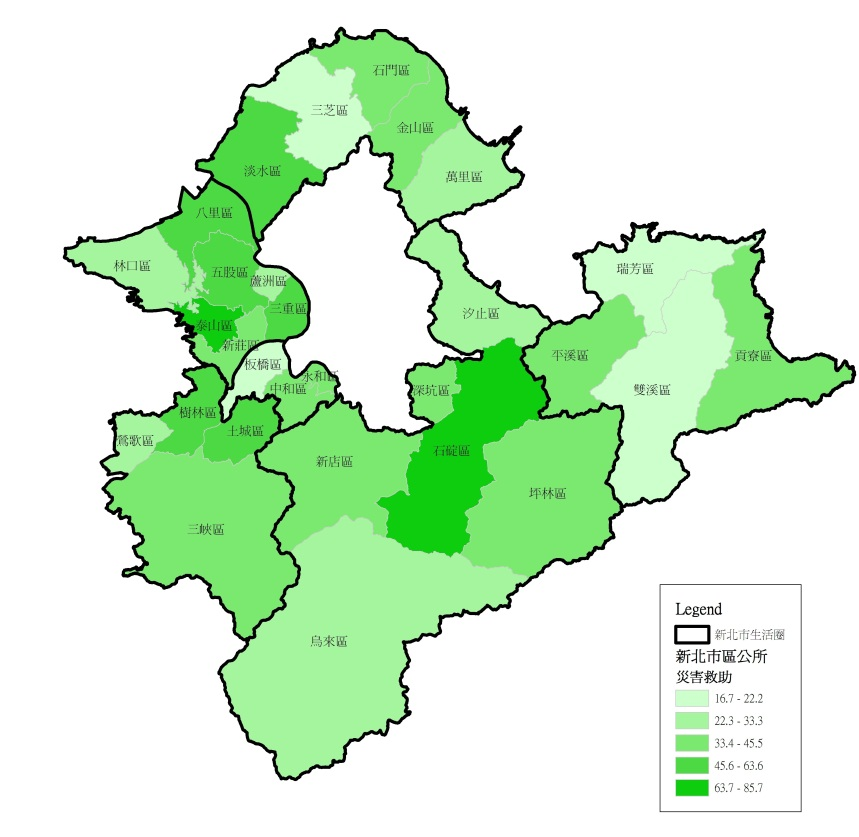 石門區
三芝區
金山區
淡水區
萬里區
八里區
林口區
五股區
蘆洲區
瑞芳區
三重區
汐止區
泰山區
新莊區
平溪區
貢寮區
板橋區
永和區
中和區
深坑區
雙溪區
樹林區
土城區
鶯歌區
石碇區
新店區
坪林區
三峽區
烏來區
Legend
新北市生活圈
新北市區公所
災害救助
16.7 - 22.2
22.3 - 33.3
33.4 - 45.5
45.6 - 63.6
63.7 - 85.7